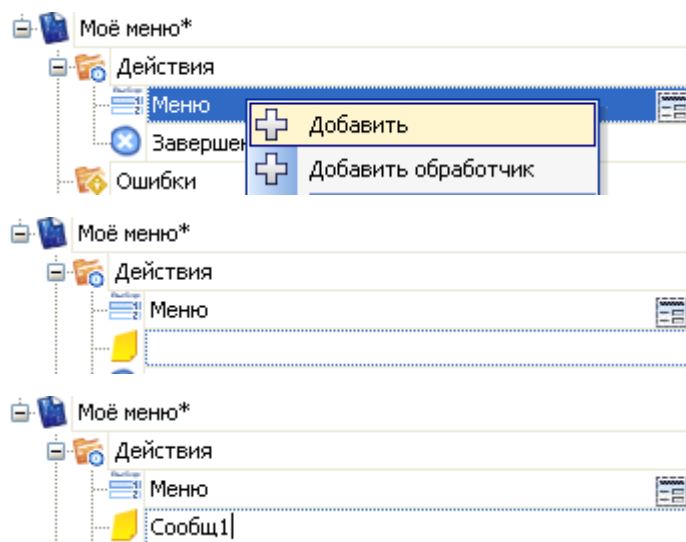 Моё меню*
Действия
Меню
Добавить
Завершен
Добавить обработчик
Ошибки
Моё меню*
Действия
Меню
Моё меню*
Действия
Меню
Сообщ1